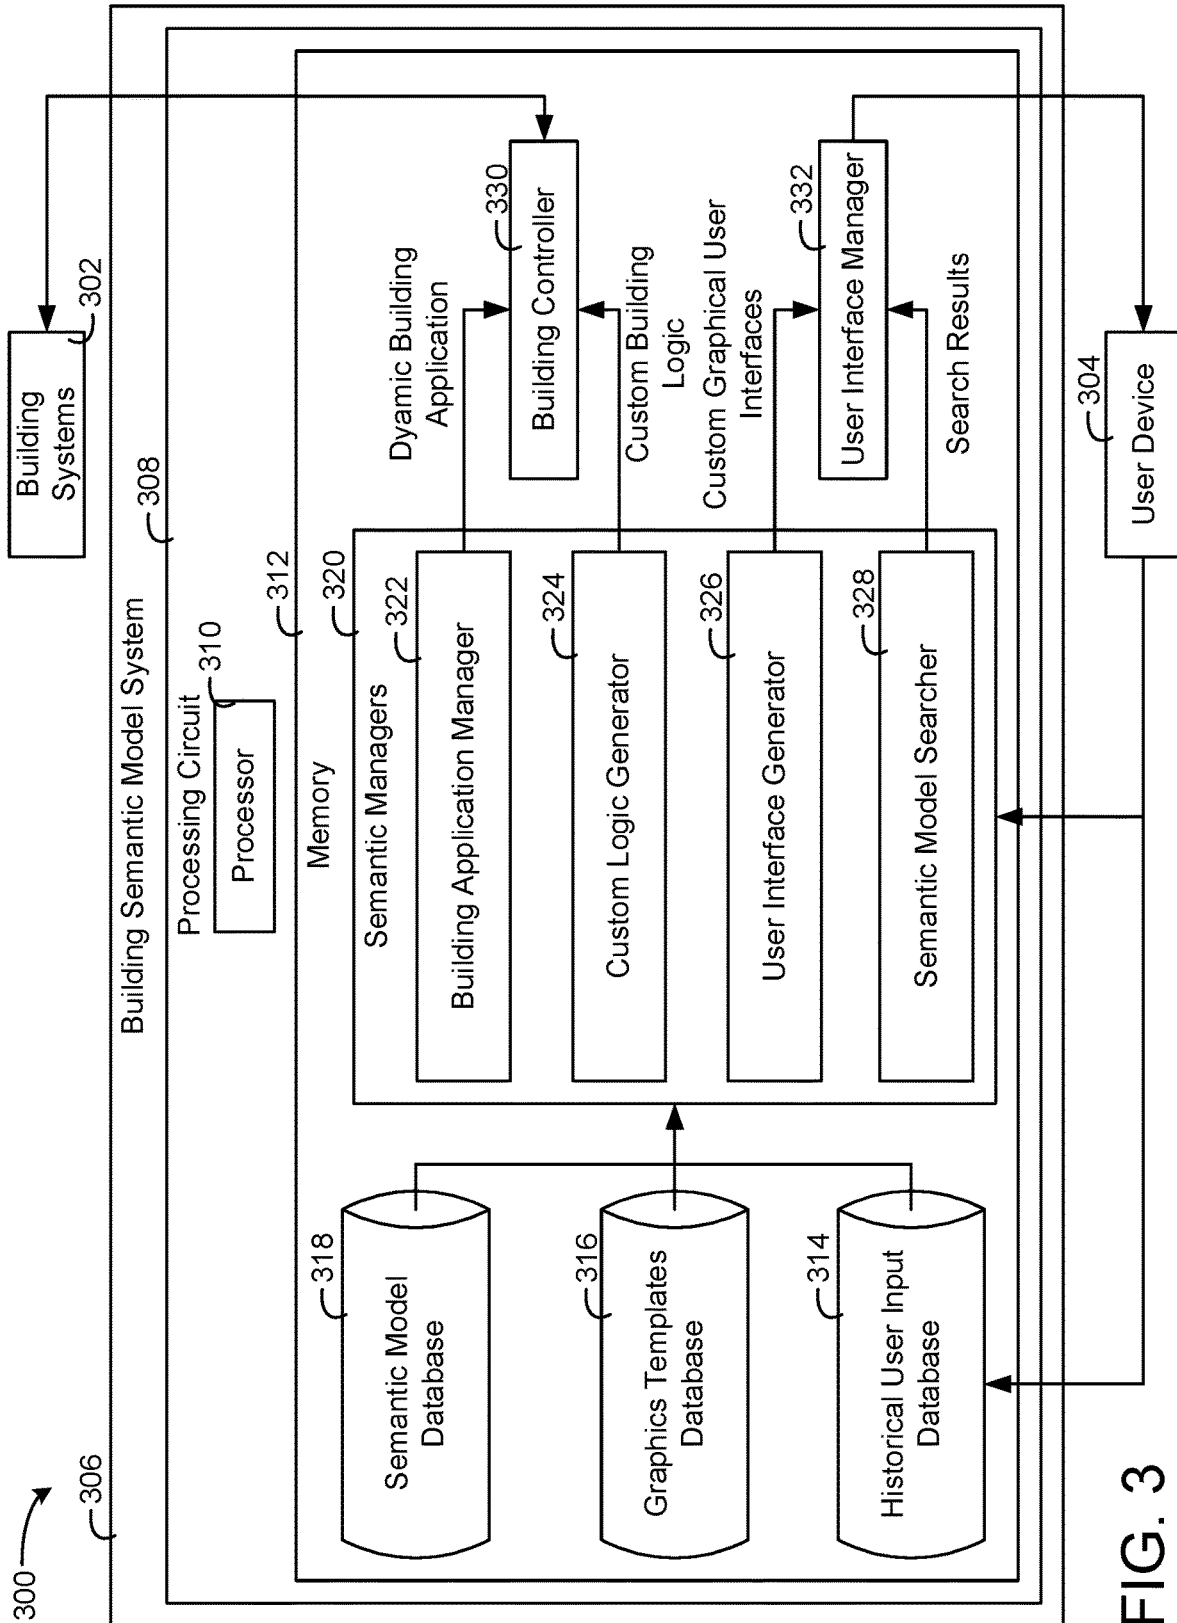 300
306
Building
Systems
302
Building Semantic Model System
308
Processing Circuit
Processor
310
312
Memory
318
Semantic Model
Database
316
Graphics Templates
Database
314
Historical User Input
Database
320
Semantic Managers
322
Building Application Manager
324
Custom Logic Generator
326
User Interface Generator
328
Semantic Model Searcher
Dyamic Building
Application
330
Building Controller
Custom Building
Logic
Custom Graphical User
Interfaces
332
User Interface Manager
Search Results
304
User Device
FIG. 3